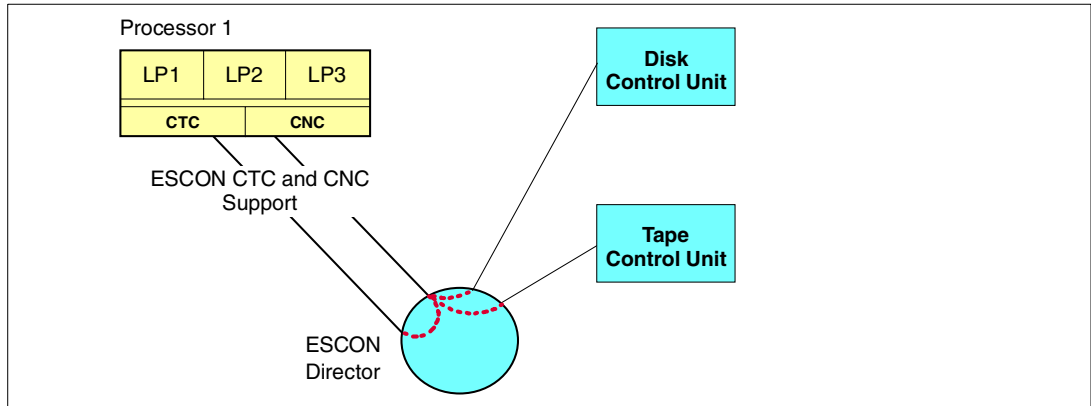 Processor 1
LP1 LP2 LP3
CTC CNC
ESCON CTC and CNC
Support
Disk
Control Unit
Tape
Control Unit
ESCON
Director